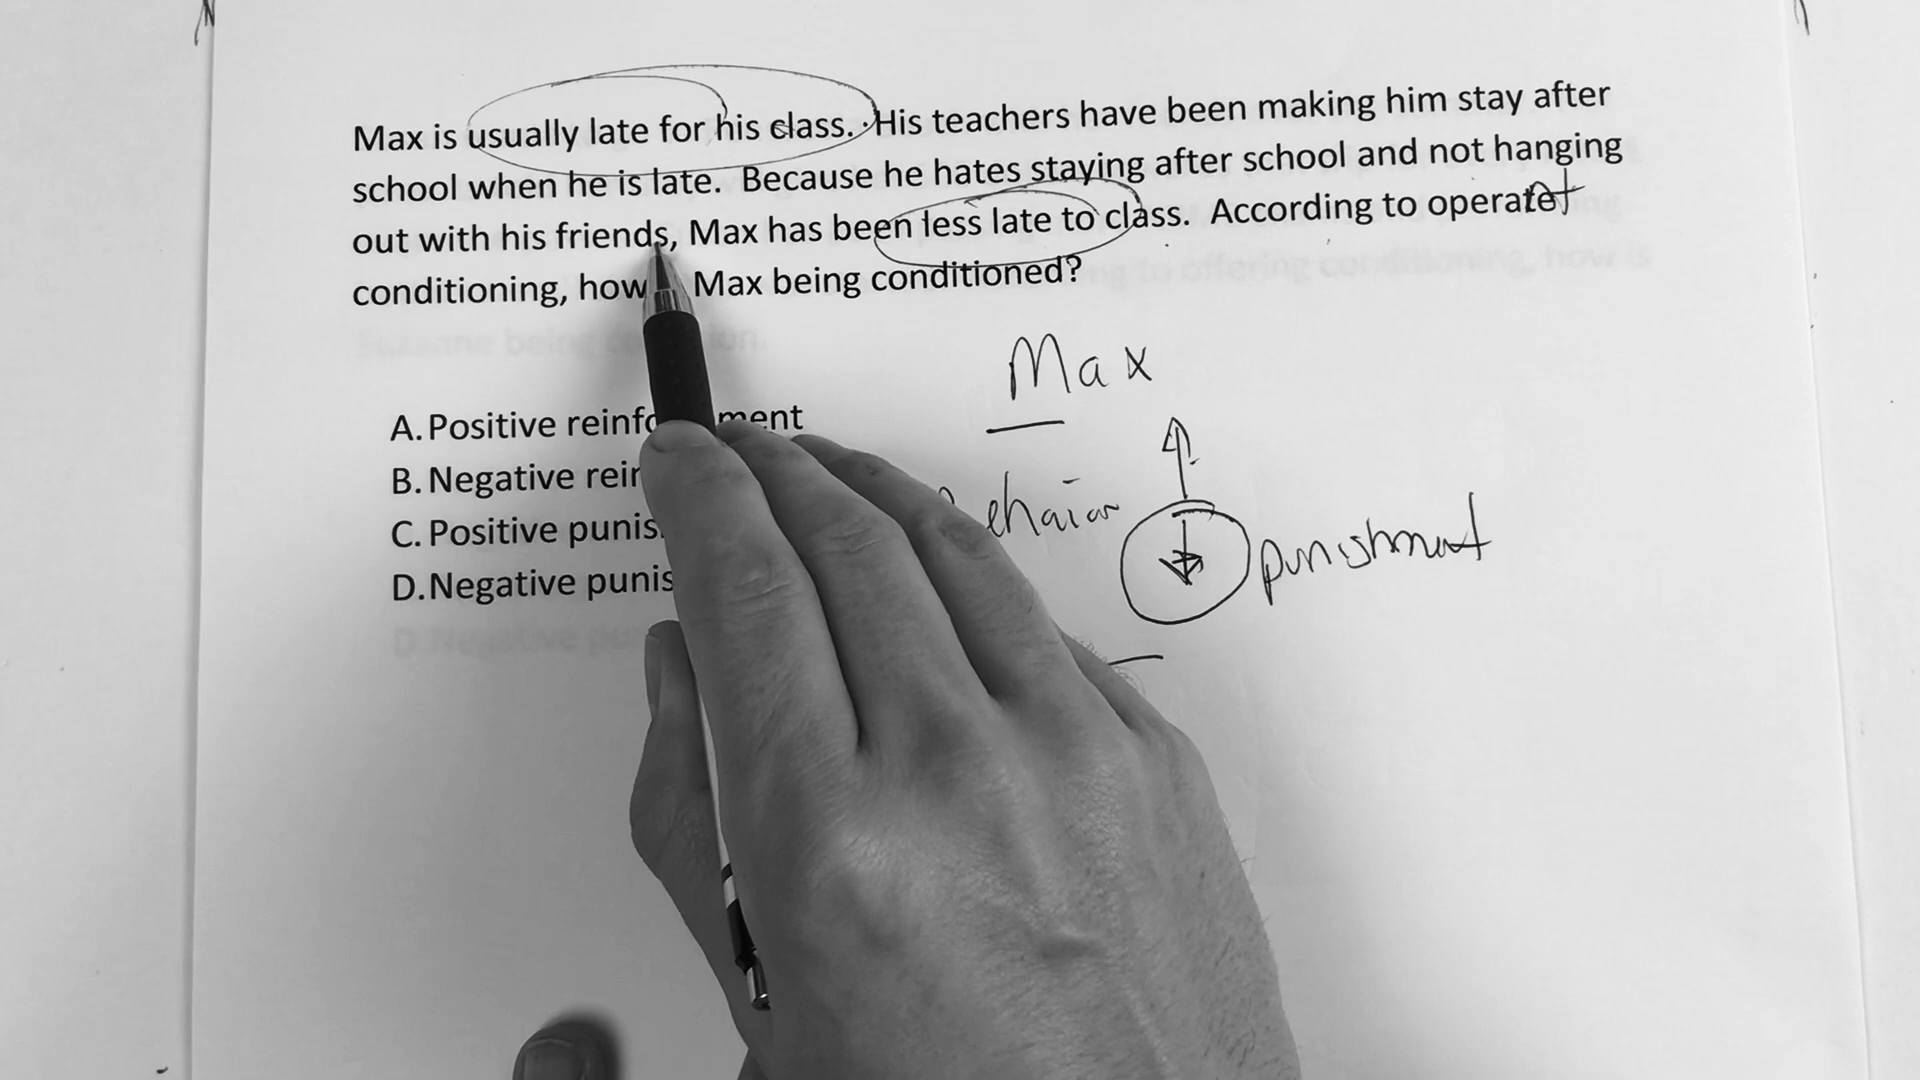 Max is usually late for his class. His teachers have been making him stay after
school when he is late. Because he hates staying after school and not hanging
out with his friends, Max has been less late to class. According to operant
conditioning, how Max being conditioned?
A. Positive reinfo ment
B. Negative rein
C. Positive punis
D. Negative punis
Max
ehaior
punishment